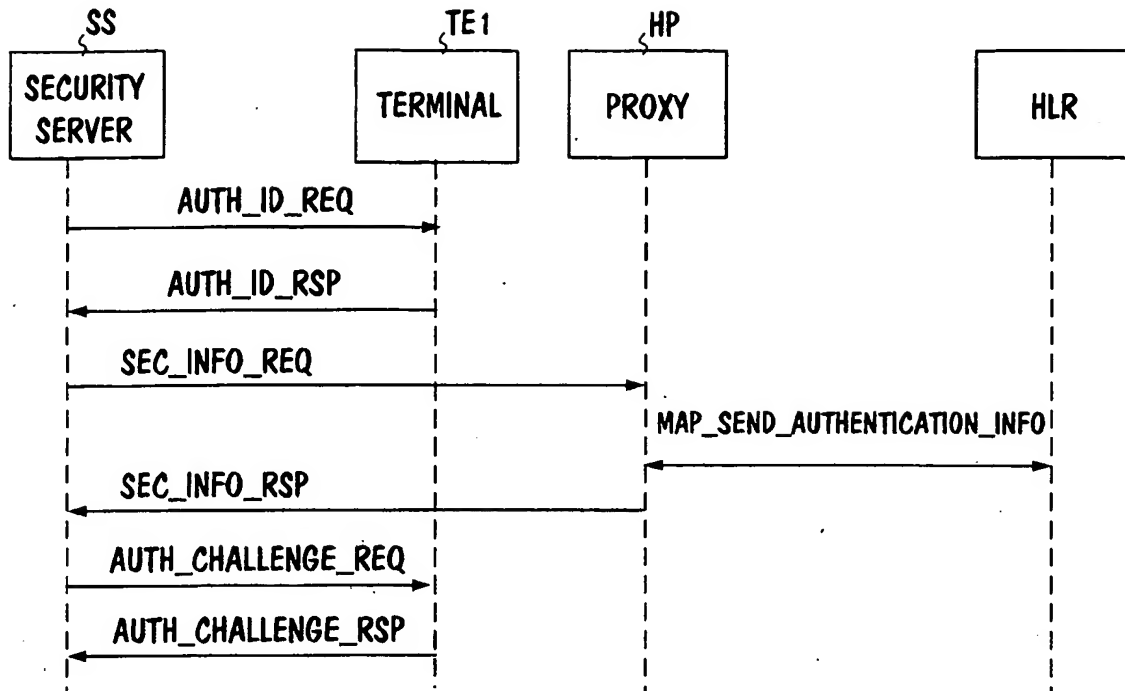 SS
TE1
HP
SECURITY
SERVER
TERMINAL
PROXY
HLR
AUTH_ID_REQ
AUTH_ID_RSP
SEC_INFO_REQ
MAP_SEND_AUTHENTICATION_INFO
SEC_INFO_RSP
AUTH_CHALLENGE_REQ
AUTH_CHALLENGE_RSP